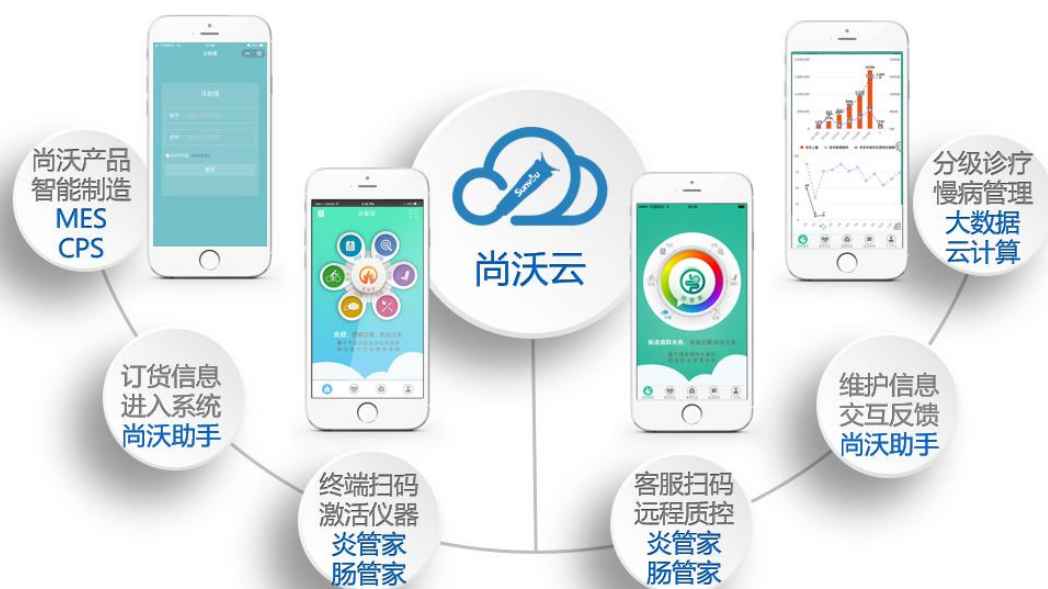 尚沃产品
智能制造
MES
CPS
订货信息
进入系统
尚沃助手
终端扫码
激活仪器
炎管家
肠管家
Sunvou
尚沃云
客服扫码
远程质控
炎管家
肠管家
维护信息
交互反馈
尚沃助手
分级诊疗
慢病管理
大数据
云计算